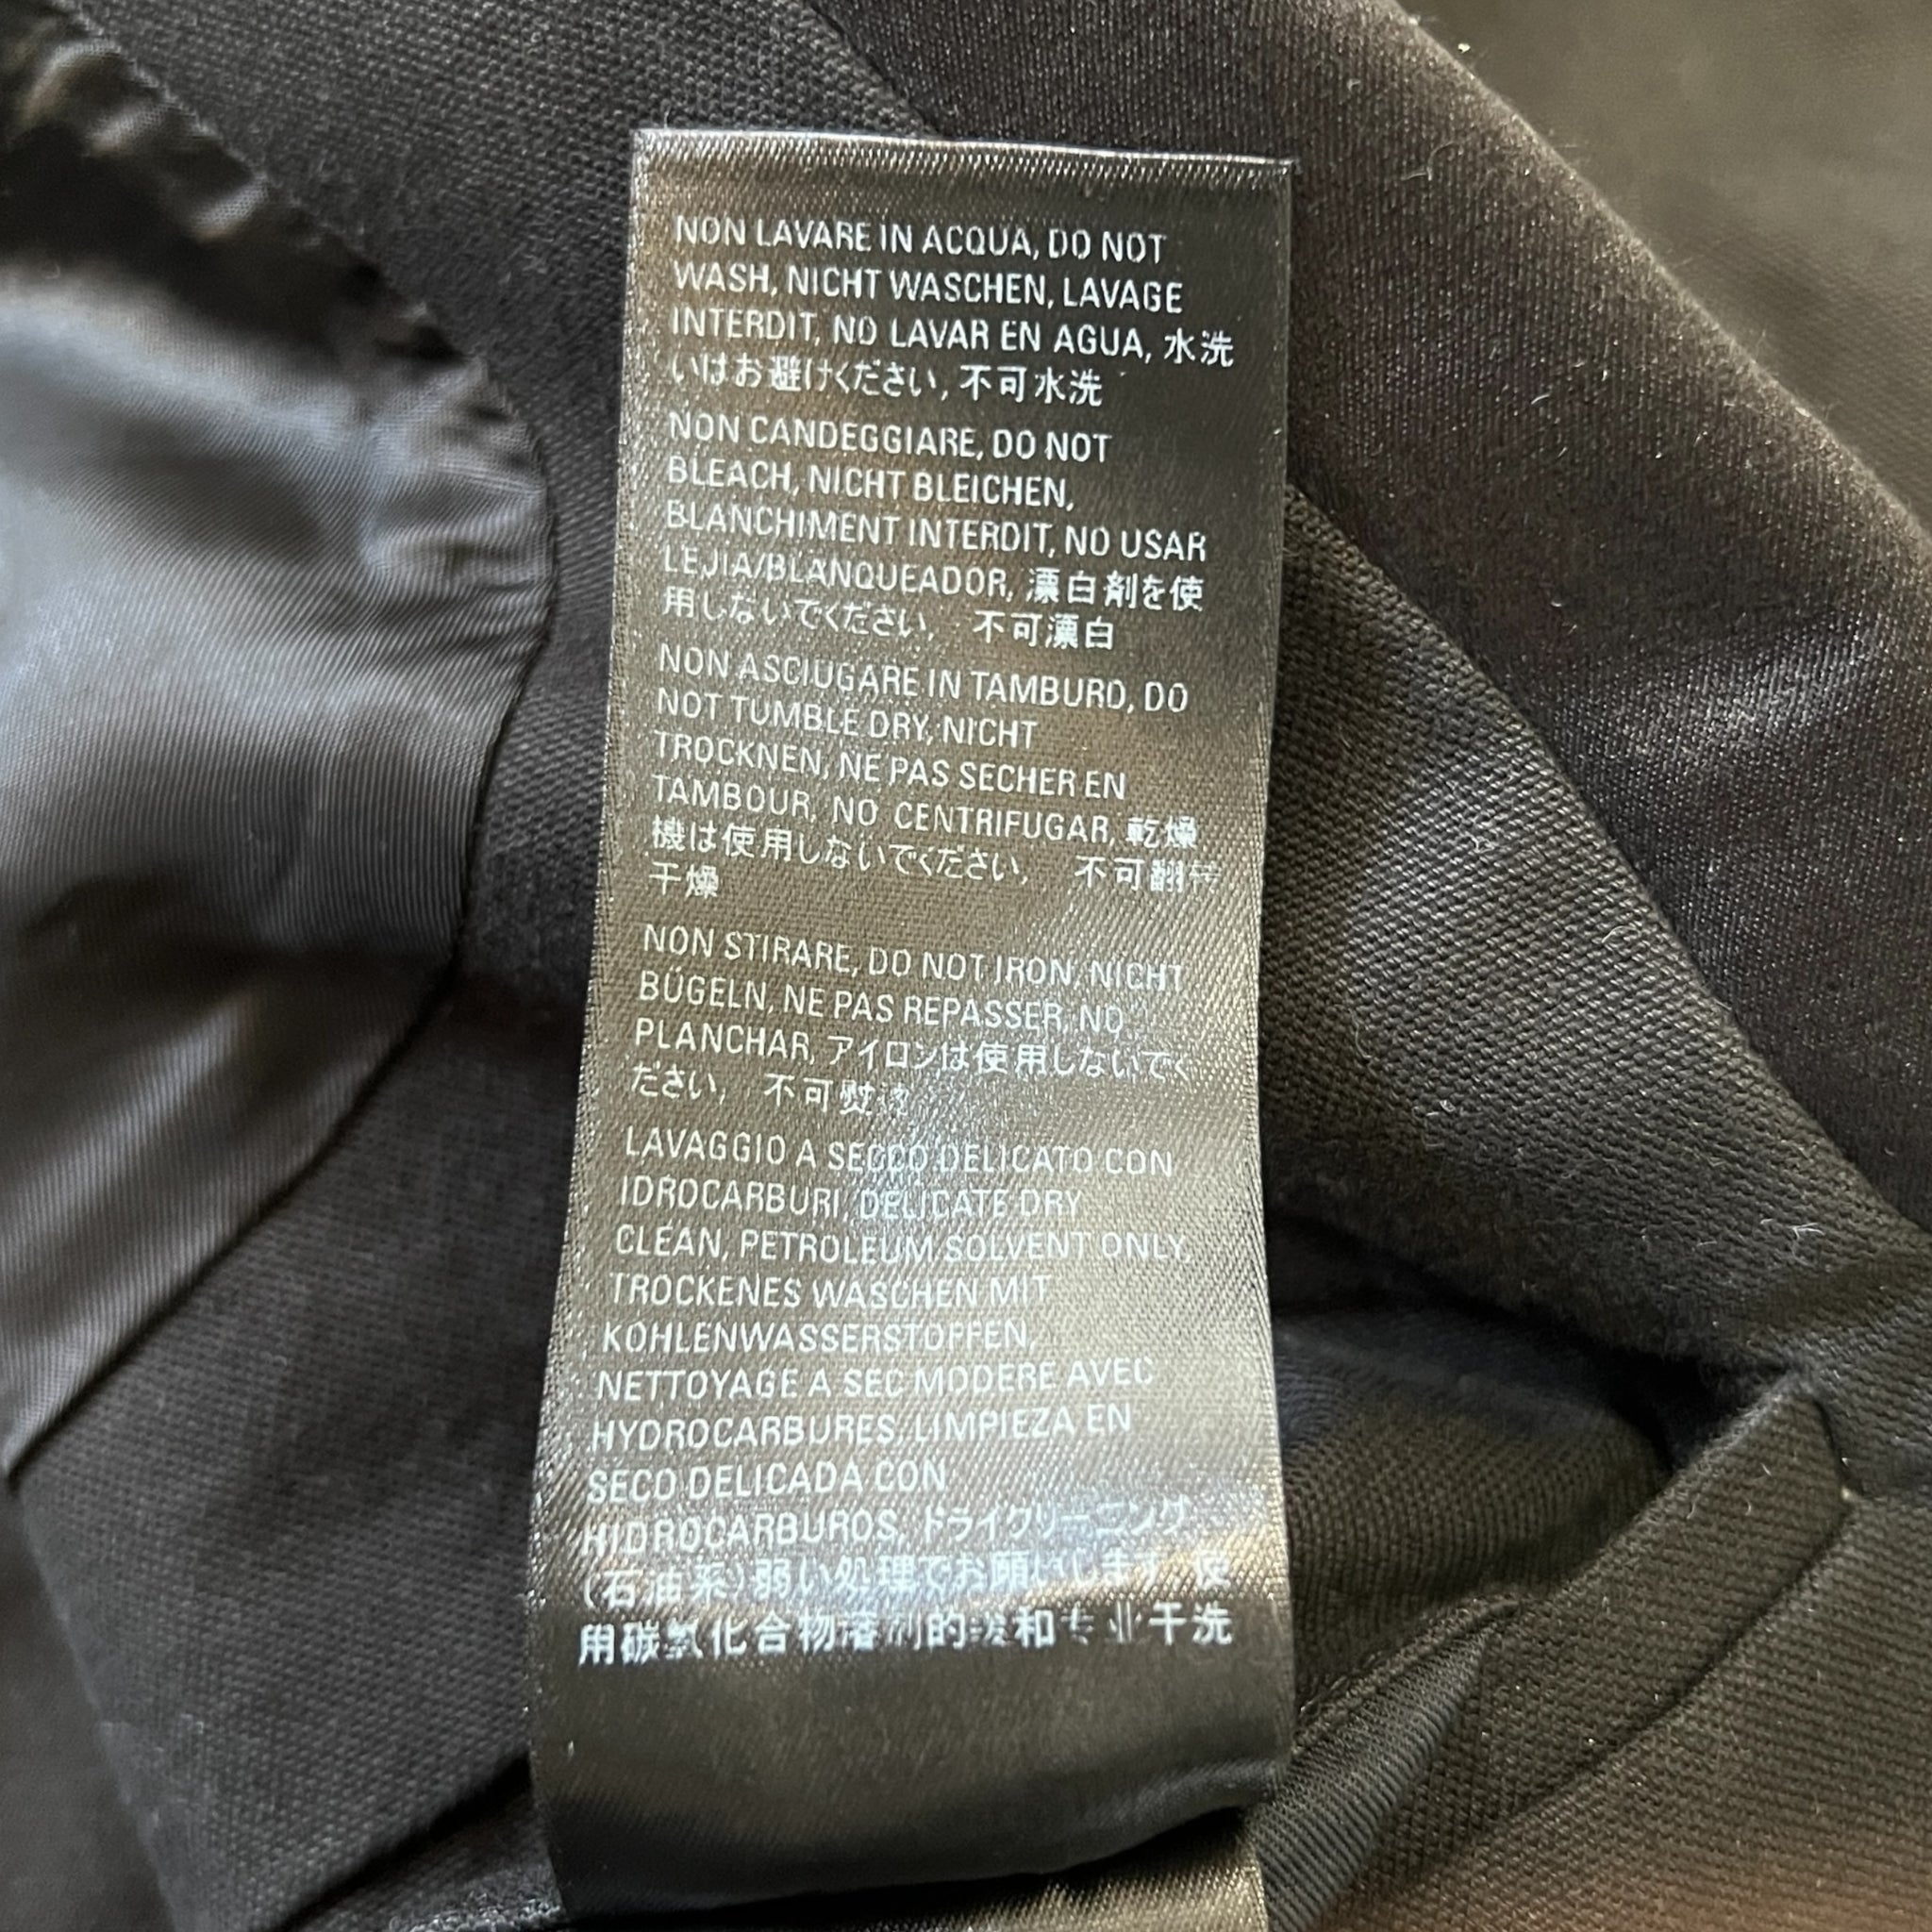 NON LAVARE IN ACQUA, DO NOT
WASH, NICHT WASCHEN, LAVAGE
INTERDIT, NO LAVAR EN AGUA, 水洗
いはお避けください, 不可水洗
NON CANDEGGIARE, DO NOT
BLEACH, NICHT BLEICHEN,
BLANCHIMENT INTERDIT, NO USAR
LEJIA/BLANQUEADOR, 漂白剤を使
用しないでください, 不可漂白
NON ASCIUGARE IN TAMBURO, DO
NOT TUMBLE DRY, NICHT
TROCKNEN, NE PAS SECHER EN
TAMBOUR, NO CENTRIFUGAR, 乾燥
機は使用しないでください, 不可翻转
干燥
NON STIRARE, DO NOT IRON, NICHT
BÜGELN, NE PAS REPASSER, NO
PLANCHAR, アイロンは使用しないでく
ださい, 不可熨烫
LAVAGGIO A SECCO DELICATO CON
IDROCARBURI, DELICATE DRY
CLEAN, PETROLEUM SOLVENT ONLY,
TROCKENES WASCHEN MIT
KOHLENWASSERSTOFFEN,
NETTOYAGE A SEC MODERE AVEC
HYDROCARBURES, LIMPIEZA EN
SECO DELICADA CON
HIDROCARBUROS, ドライクリーニング
(石油系)弱い処理でお願いします, 使
用碳氢化合物溶剂的缓和专业干洗